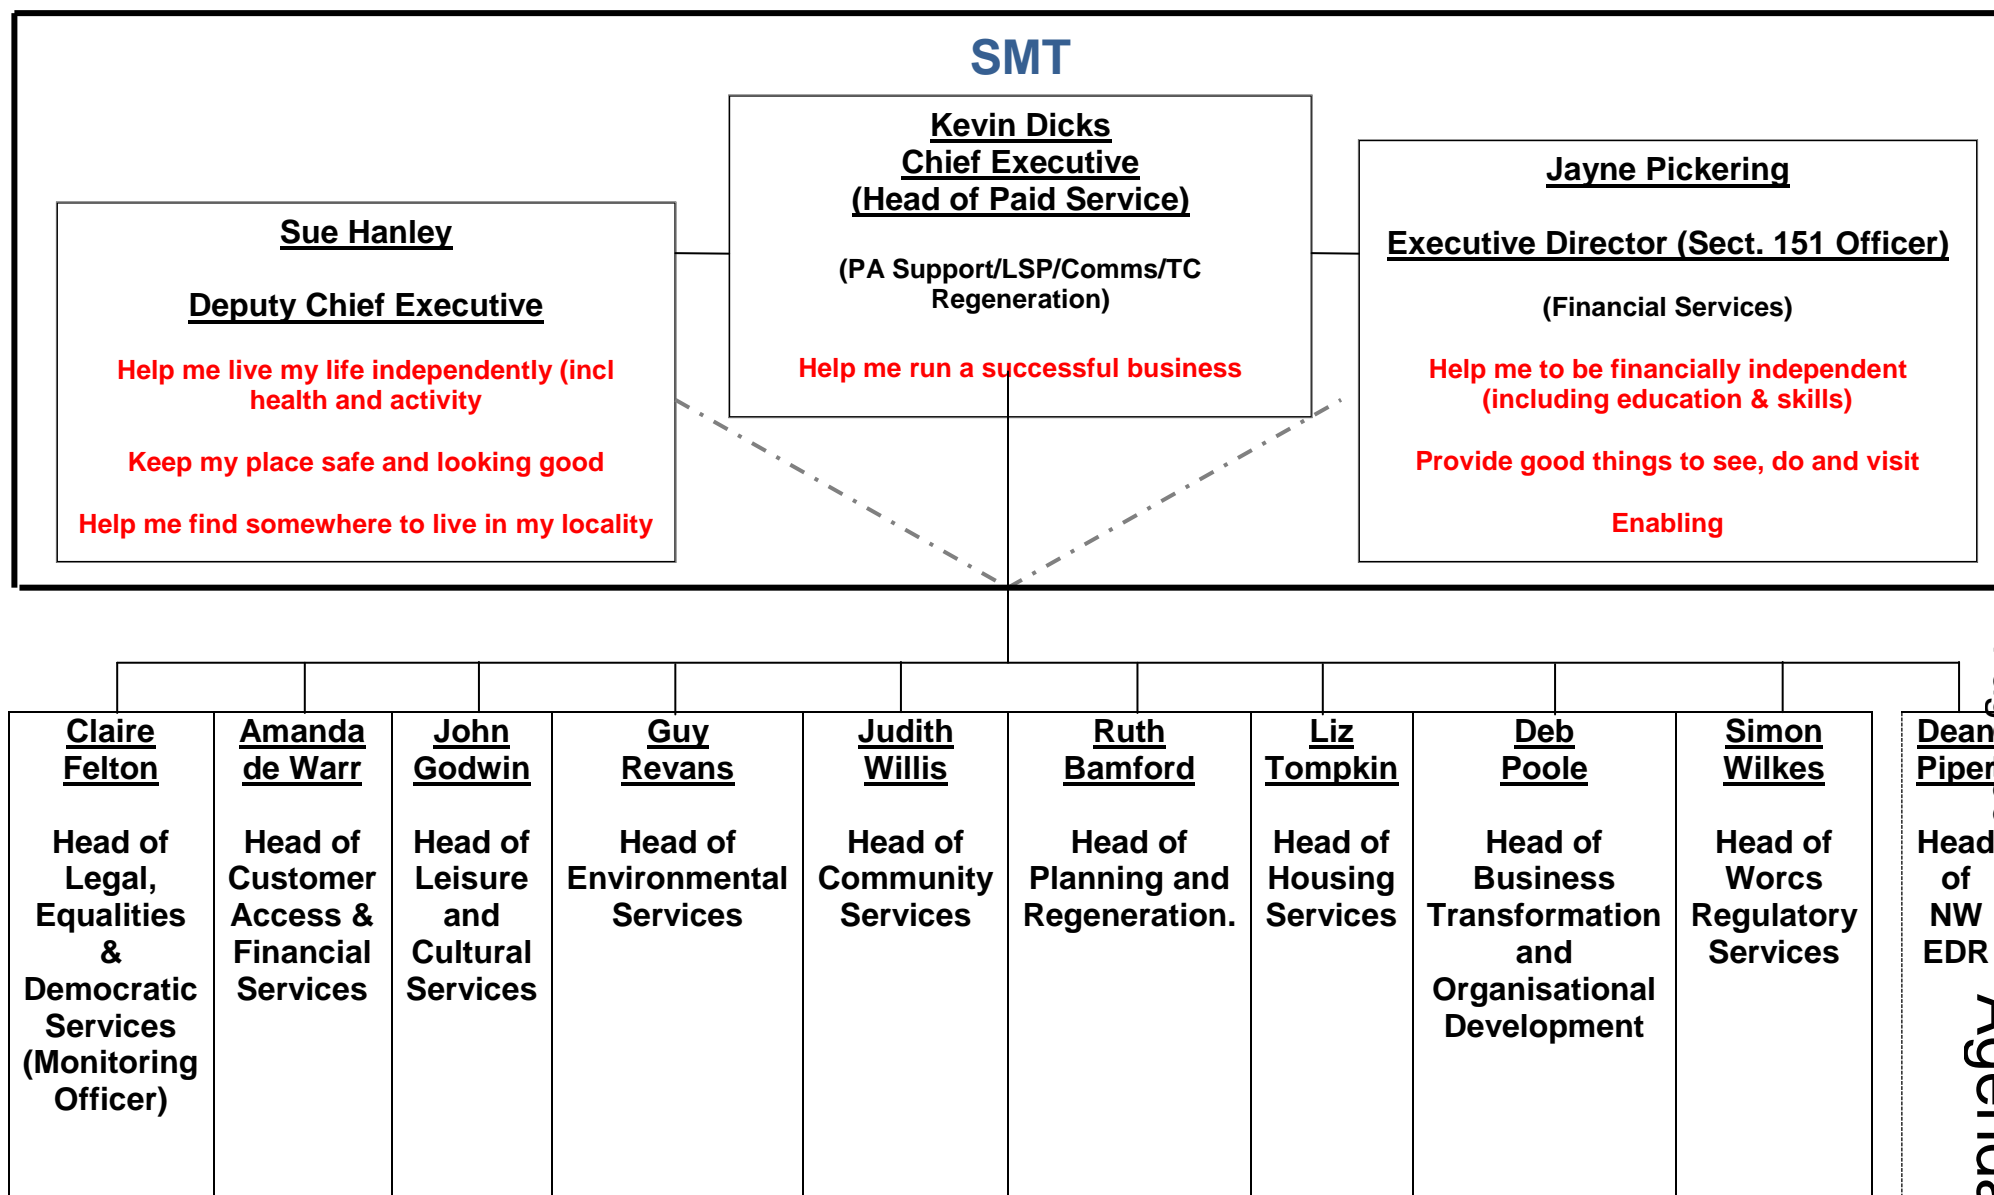 SMT
Kevin Dicks
Chief Executive
(Head of Paid Service)
(PA Support/LSP/Comms/TC
Regeneration)
Help me run a successful business
Sue Hanley
Deputy Chief Executive
Help me live my life independently (incl
health and activity
Keep my place safe and looking good
Help me find somewhere to live in my locality
Jayne Pickering
Executive Director (Sect. 151 Officer)
(Financial Services)
Help me to be financially independent
(including education & skills)
Provide good things to see, do and visit
Enabling
Claire
Felton
Head of
Legal,
Equalities
&
Democratic
Services
(Monitoring
Officer)
Amanda
de Warr
Head of
Customer
Access &
Financial
Services
John
Godwin
Head of
Leisure
and
Cultural
Services
Guy
Revans
Head of
Environmental
Services
Judith
Willis
Head of
Community
Services
Ruth
Bamford
Head of
Planning and
Regeneration.
Liz
Tompkin
Head of
Housing
Services
Deb
Poole
Head of
Business
Transformation
and
Organisational
Development
Simon
Wilkes
Head of
Worcs
Regulatory
Services
Dean
Piper
Head
of
NW
EDR
Agenda